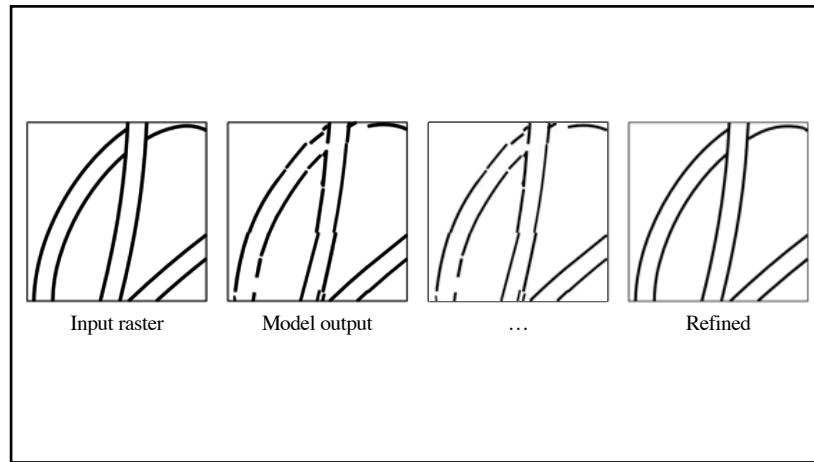 Input raster
Model output
…
Refined